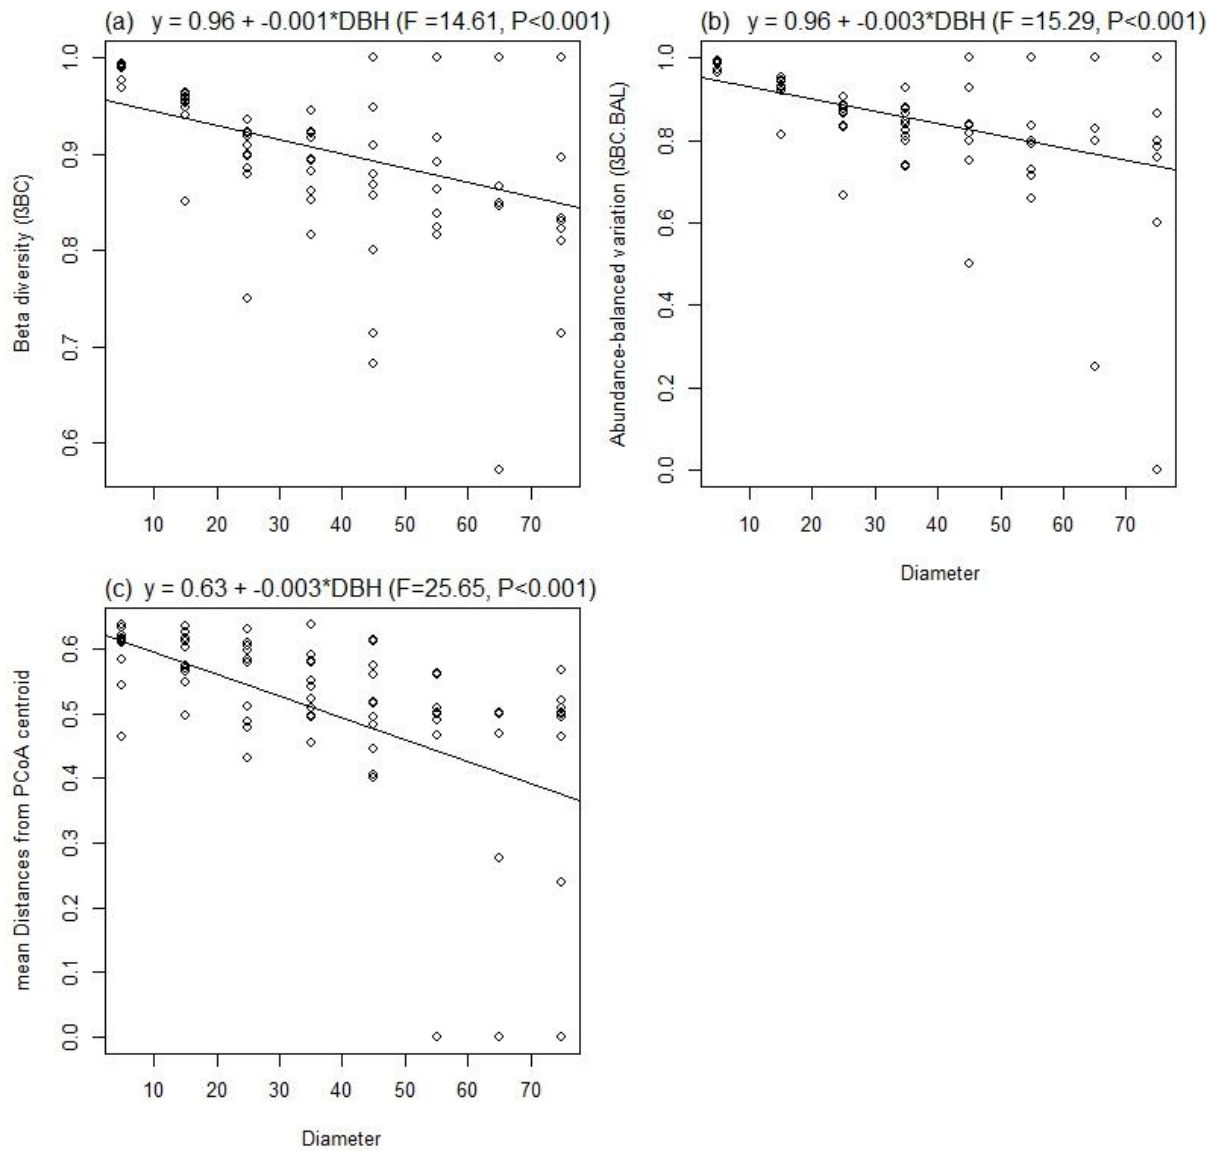 (a) y = 0.96 + -0.001*DBH (F =14.61, P<0.001)
Beta diversity (ßBC)
1.0
0.9
0.8
0.7
0.6
10 20 30 40 50 60 70
(b) y = 0.96 + -0.003*DBH (F =15.29, P<0.001)
Abundance-balanced variation (ßBC.BAL)
1.0
0.8
0.6
0.4
0.2
0.0
10 20 30 40 50 60 70
Diameter
(c) y = 0.63 + -0.003*DBH (F=25.65, P<0.001)
mean Distances from PCoA centroid
0.6
0.5
0.4
0.3
0.2
0.1
0.0
10 20 30 40 50 60 70
Diameter